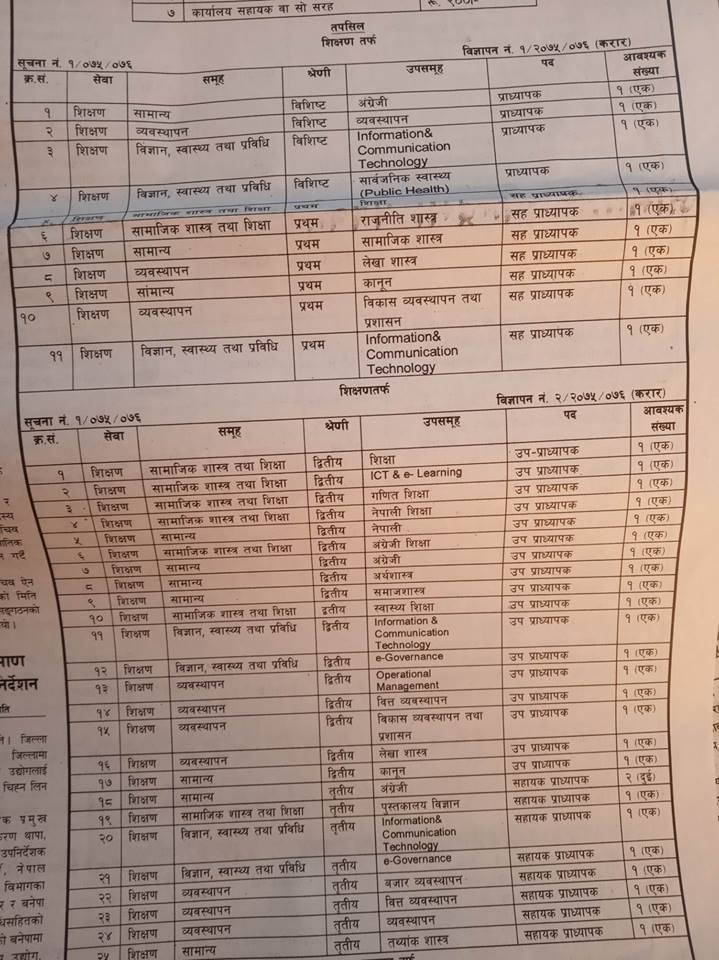 ७ कार्यालय सहायक वा सो सरह रू. ९००/-
तपसिल
शिक्षण तर्फ
सूचना नं. १/०७५/०७६ विज्ञापन नं. १/२०७५/०७६ (करार)
क्र.सं. सेवा समूह श्रेणी उपसमूह पद आवश्यक
संख्या
१ शिक्षण सामान्य विशिष्ट अंग्रेजी प्राध्यापक १ (एक)
२ शिक्षण व्यवस्थापन विशिष्ट व्यवस्थापन प्राध्यापक १ (एक)
३ शिक्षण विज्ञान, स्वास्थ्य तथा प्रविधि विशिष्ट Information& प्राध्यापक १ (एक)
Communication
Technology
४ शिक्षण विज्ञान, स्वास्थ्य तथा प्रविधि विशिष्ट सार्वजनिक स्वास्थ्य प्राध्यापक १ (एक)
(Public Health)
शिक्षण सामाजिक शास्त्र तथा शिक्षा प्रथम शिक्षा सह प्राध्यापक १ (एक)
६ शिक्षण सामाजिक शास्त्र तथा शिक्षा प्रथम राजनीति शास्त्र सह प्राध्यापक १ (एक)
७ शिक्षण सामान्य प्रथम सामाजिक शास्त्र सह प्राध्यापक १ (एक)
८ शिक्षण व्यवस्थापन प्रथम लेखा शास्त्र सह प्राध्यापक १ (एक)
९ शिक्षण सामान्य प्रथम कानून सह प्राध्यापक १ (एक)
१० शिक्षण व्यवस्थापन प्रथम विकास व्यवस्थापन तथा सह प्राध्यापक १ (एक)
प्रशासन
११ शिक्षण विज्ञान, स्वास्थ्य तथा प्रविधि प्रथम Information& सह प्राध्यापक १ (एक)
Communication
Technology
शिक्षणतर्फ
सूचना नं. १/०७५/०७६ विज्ञापन नं. २/२०७५/०७६ (करार)
क्र.सं. सेवा समूह श्रेणी उपसमूह पद आवश्यक
संख्या
१ शिक्षण सामाजिक शास्त्र तथा शिक्षा द्वितीय शिक्षा उप-प्राध्यापक १ (एक)
२ शिक्षण सामाजिक शास्त्र तथा शिक्षा द्वितीय ICT & e- Learning उप प्राध्यापक १ (एक)
३ शिक्षण सामाजिक शास्त्र तथा शिक्षा द्वितीय गणित शिक्षा उप प्राध्यापक १ (एक)
४ शिक्षण सामाजिक शास्त्र तथा शिक्षा द्वितीय नेपाली शिक्षा उप प्राध्यापक १ (एक)
५ शिक्षण सामान्य द्वितीय नेपाली उप प्राध्यापक १ (एक)
६ शिक्षण सामाजिक शास्त्र तथा शिक्षा द्वितीय अंग्रेजी शिक्षा उप प्राध्यापक १ (एक)
७ शिक्षण सामान्य द्वितीय अंग्रेजी उप प्राध्यापक १ (एक)
८ शिक्षण सामान्य द्वितीय अर्थशास्त्र उप प्राध्यापक १ (एक)
९ शिक्षण सामान्य द्वितीय समाजशास्त्र उप प्राध्यापक १ (एक)
१० शिक्षण सामाजिक शास्त्र तथा शिक्षा द्वितीय स्वास्थ्य शिक्षा उप प्राध्यापक १ (एक)
११ शिक्षण विज्ञान, स्वास्थ्य तथा प्रविधि द्वितीय Information & उप प्राध्यापक १ (एक)
Communication
Technology
१२ शिक्षण विज्ञान, स्वास्थ्य तथा प्रविधि द्वितीय e-Governance उप प्राध्यापक १ (एक)
१३ शिक्षण व्यवस्थापन द्वितीय Operational उप प्राध्यापक १ (एक)
Management
१४ शिक्षण व्यवस्थापन द्वितीय वित्त व्यवस्थापन उप प्राध्यापक १ (एक)
१५ शिक्षण व्यवस्थापन द्वितीय विकास व्यवस्थापन तथा उप प्राध्यापक १ (एक)
प्रशासन
१६ शिक्षण व्यवस्थापन द्वितीय लेखा शास्त्र उप प्राध्यापक १ (एक)
१७ शिक्षण सामान्य द्वितीय कानून उप प्राध्यापक १ (एक)
१८ शिक्षण सामान्य तृतीय अंग्रेजी सहायक प्राध्यापक २ (दुई)
१९ शिक्षण सामाजिक शास्त्र तथा शिक्षा तृतीय पुस्तकालय विज्ञान सहायक प्राध्यापक १ (एक)
२० शिक्षण विज्ञान, स्वास्थ्य तथा प्रविधि तृतीय Information& सहायक प्राध्यापक १ (एक)
Communication
Technology
२१ शिक्षण विज्ञान, स्वास्थ्य तथा प्रविधि तृतीय e-Governance सहायक प्राध्यापक १ (एक)
२२ शिक्षण व्यवस्थापन तृतीय बजार व्यवस्थापन सहायक प्राध्यापक १ (एक)
२३ शिक्षण व्यवस्थापन तृतीय वित्त व्यवस्थापन सहायक प्राध्यापक १ (एक)
२४ शिक्षण व्यवस्थापन तृतीय व्यवस्थापन सहायक प्राध्यापक १ (एक)
२५ शिक्षण सामान्य तृतीय तथ्यांक शास्त्र सहायक प्राध्यापक १ (एक)